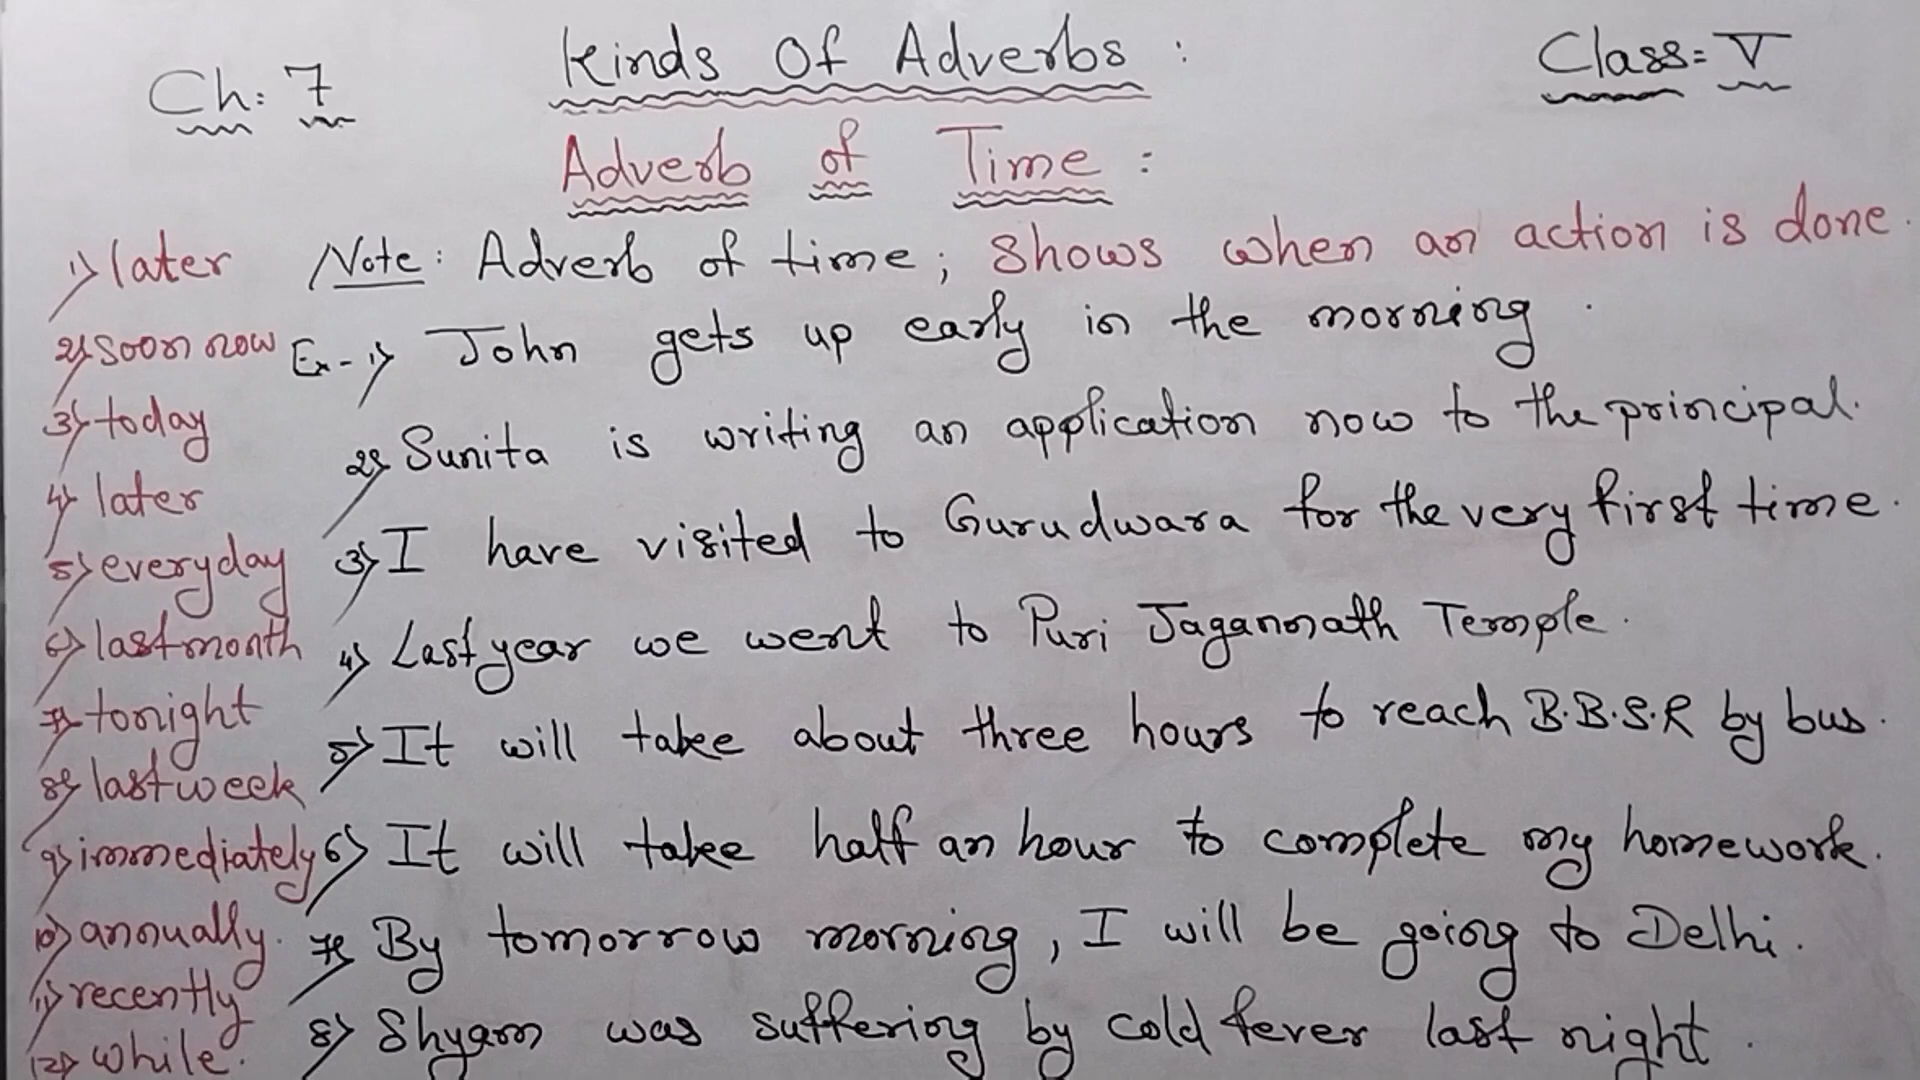 Ch: 7
Kinds Of Adverbs :
Class = V
Adverb of Time :
Note : Adverb of time ; shows when an action is done.
Ex - 1) John gets up early in the morning.
2) Sunita is writing an application now to the principal.
3) I have visited to Gurudwara for the very first time.
4) Last year we went to Puri Jagannath Temple.
5) It will take about three hours to reach B.B.S.R by bus.
6) It will take half an hour to complete my homework.
7) By tomorrow morning, I will be going to Delhi.
8) Shyam was suffering by cold fever last night.
1) later
2) soon now
3) today
4) later
5) everyday
6) last month
7) tonight
8) last week
9) immediately
10) annually.
11) recently
12) while.